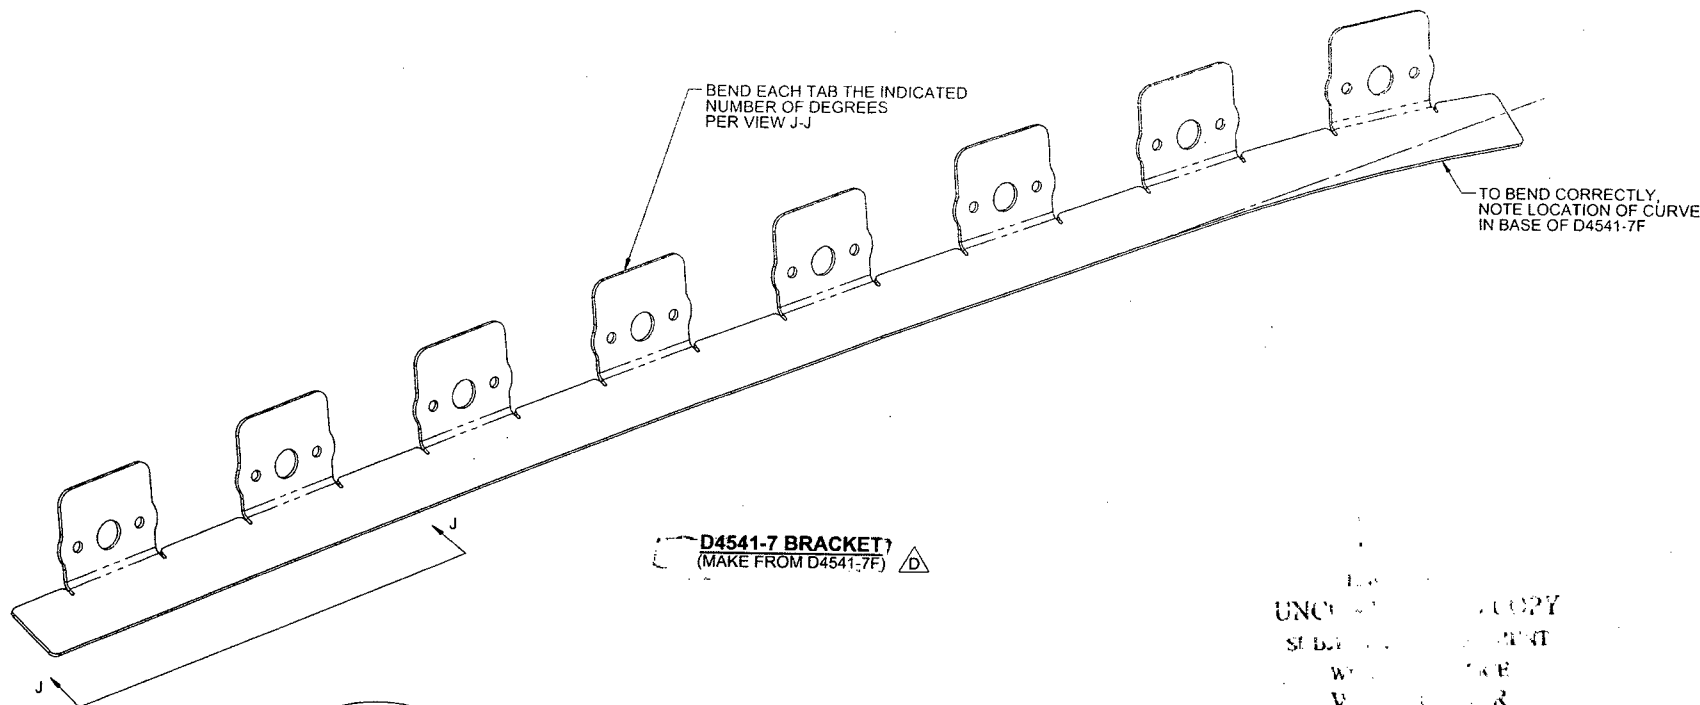 BEND EACH TAB THE INDICATED
NUMBER OF DEGREES
PER VIEW J-J
TO BEND CORRECTLY,
NOTE LOCATION OF CURVE
IN BASE OF D4541-7F
J
D4541-7 BRACKET
(MAKE FROM D4541-7F) D
J
COPY